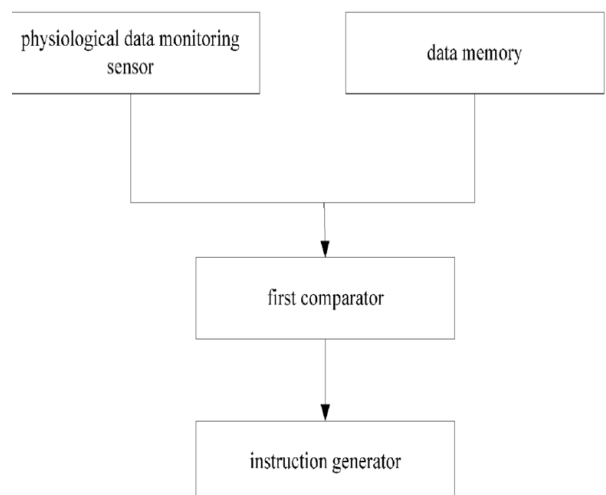 physiological data monitoring
sensor
data memory
first comparator
instruction generator